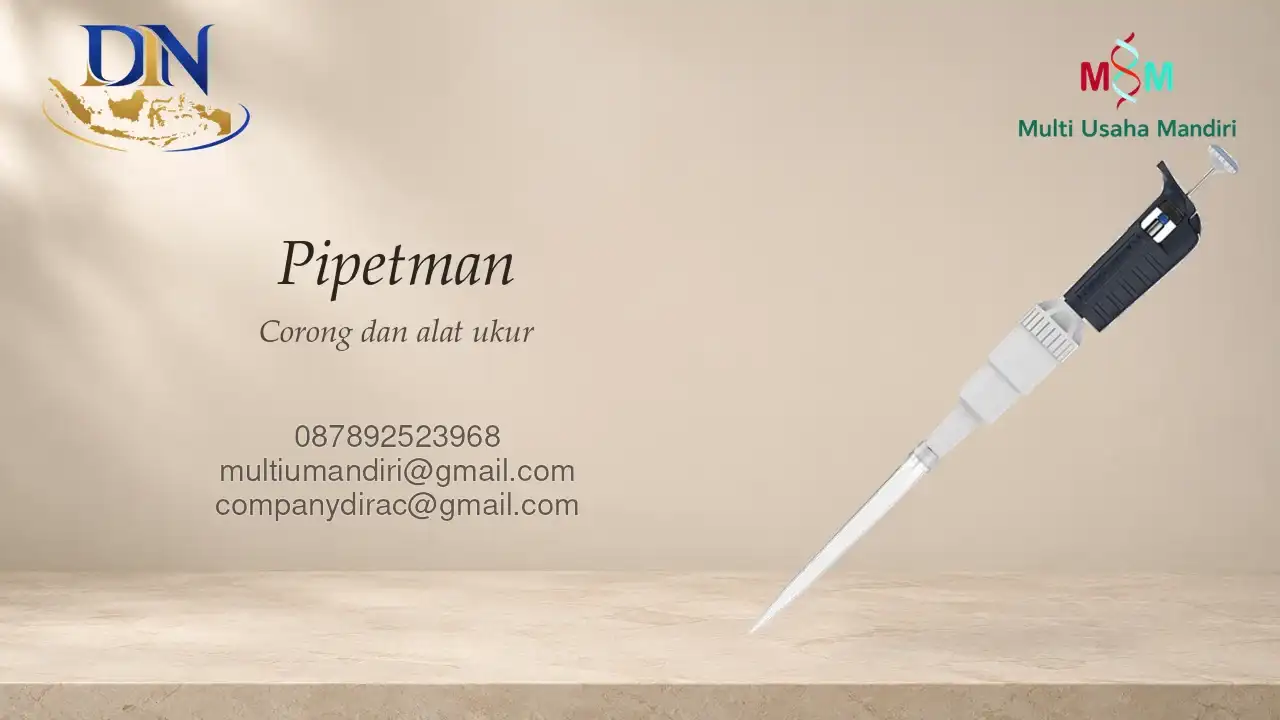 DN
MSM
Multi Usaha Mandiri
Pipetman
Corong dan alat ukur
087892523968
multiumandiri@gmail.com
companydirac@gmail.com